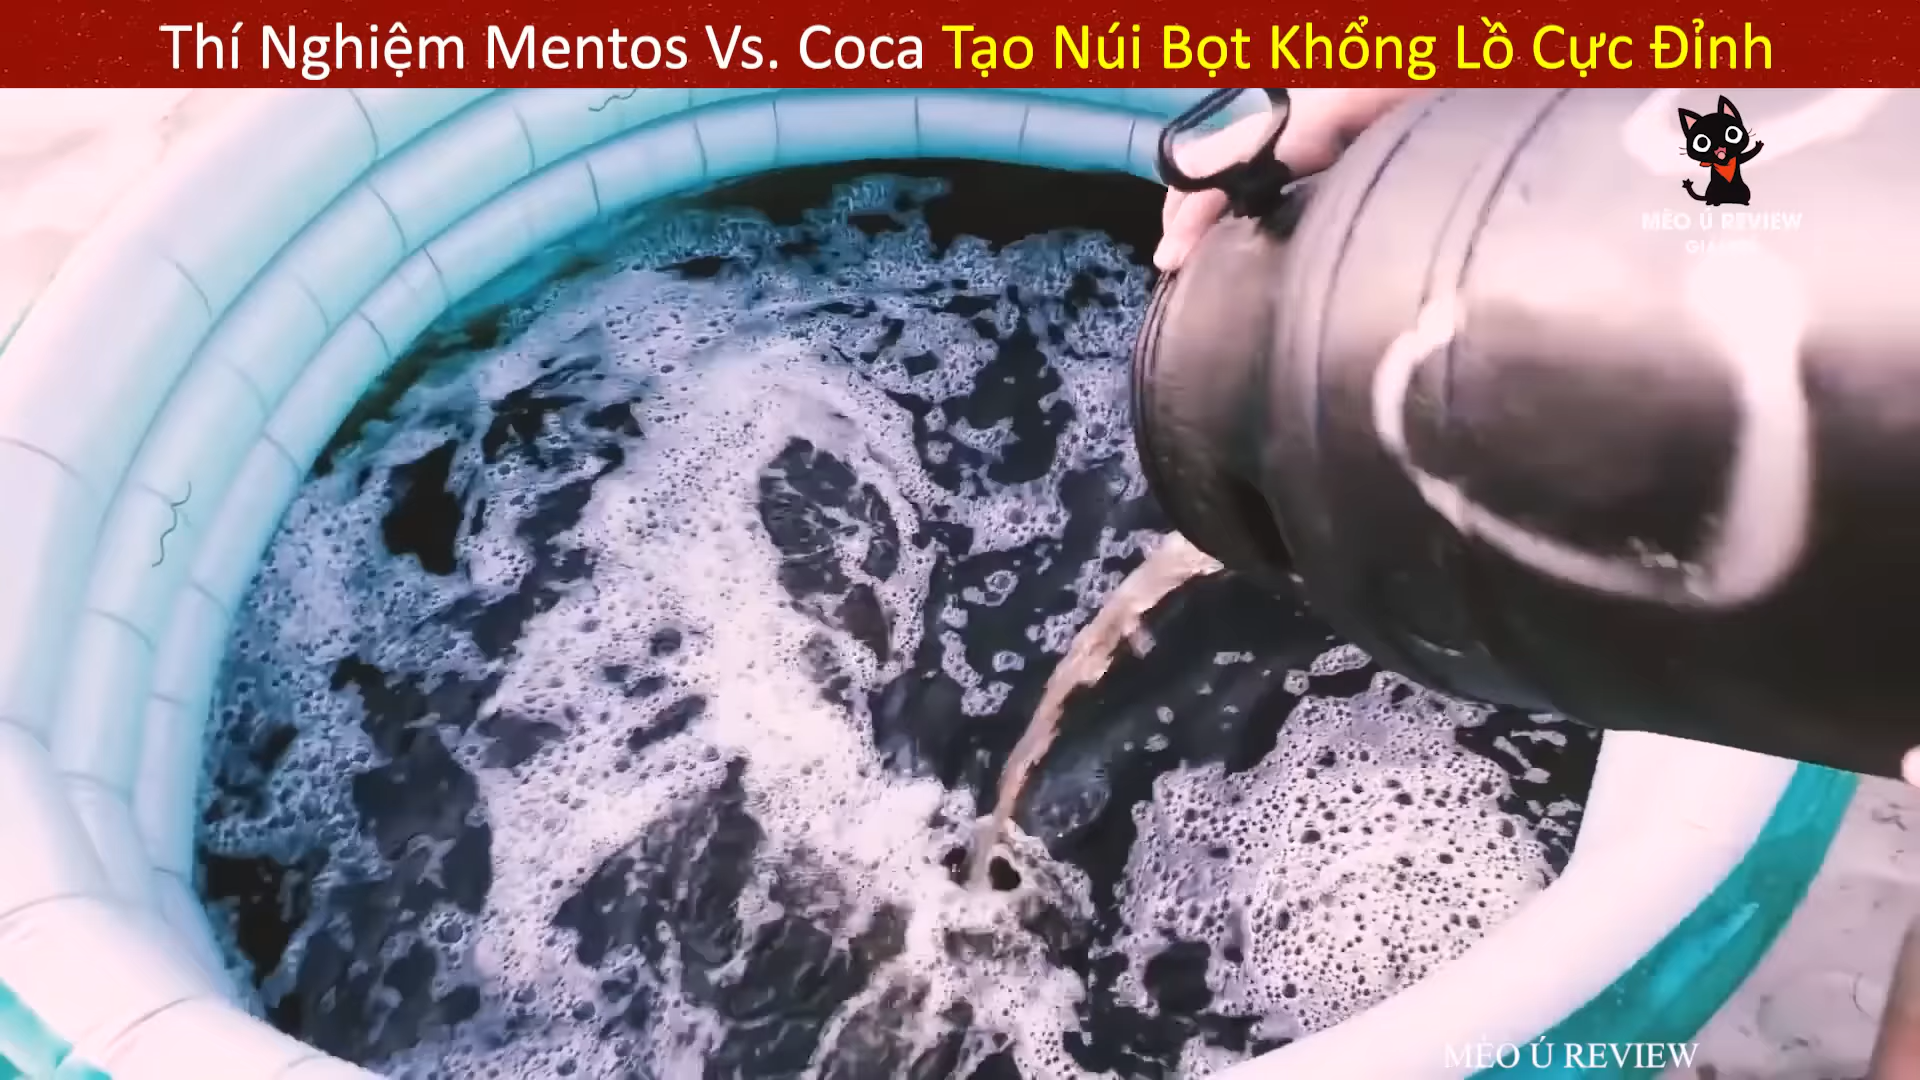 Thí Nghiệm Mentos Vs. Coca Tạo Núi Bọt Khổng Lồ Cực Đỉnh
MÈO Ú REVIEW
MÈO Ú REVIEW